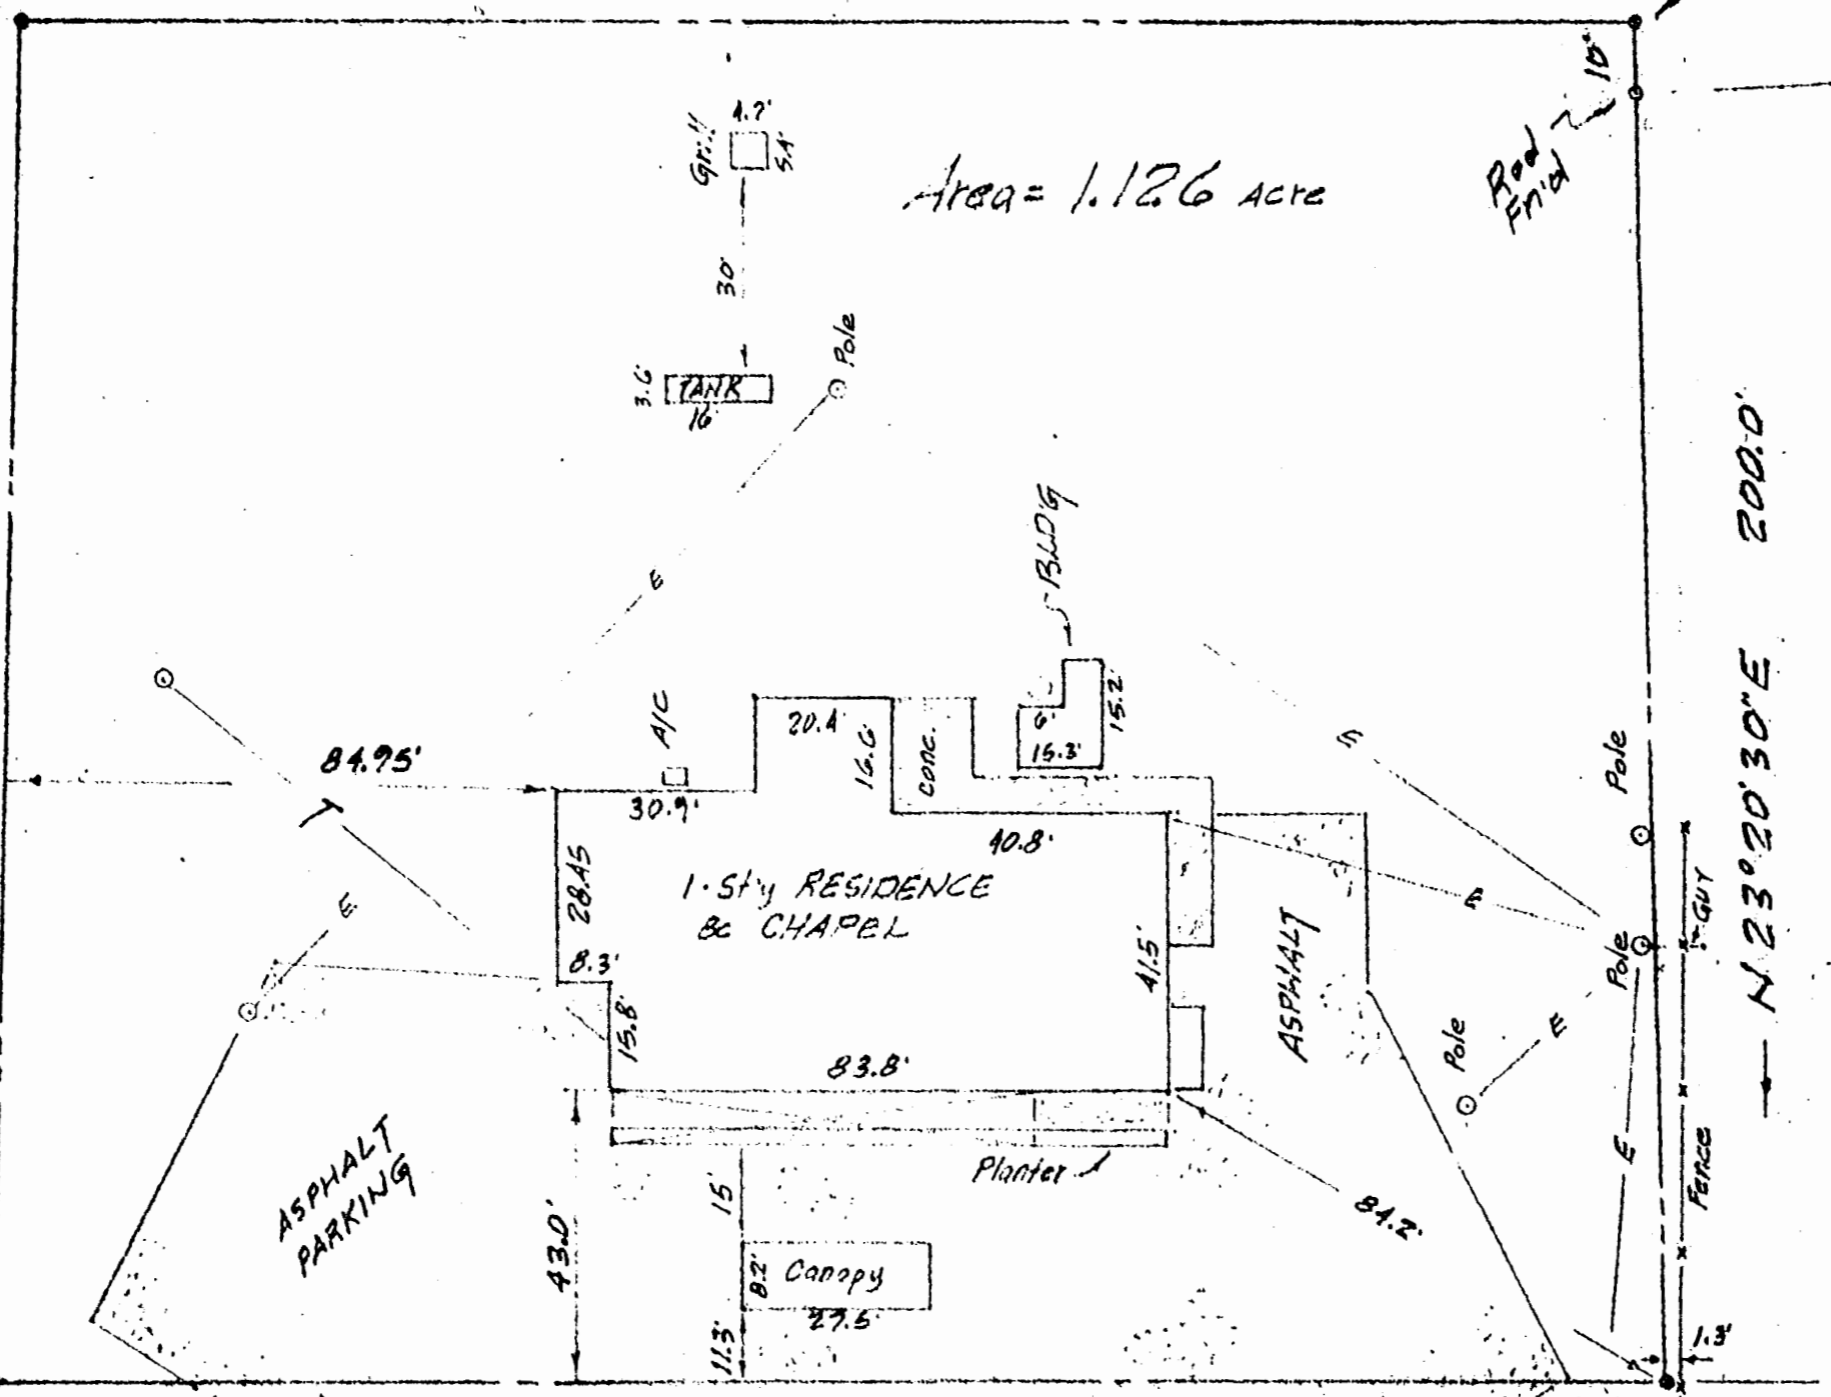 10'
4.7'
Grill
5.4'
Area = 1.126 Acre
Rod
Fn'd
30'
Pole
3.6'
TANK
16'
200.0'
N 23° 20' 30" E
BLDG
A/C
20.4'
16.6'
conc.
15.2'
15.3'
84.95'
T
30.9'
40.8'
28.45
1-Sty RESIDENCE
& CHAPEL
8.3'
15.8'
83.8'
41.5'
ASPHALT
Pole
Pole
Pole
GUY
Fence
E
E
E
E
E
E
ASPHALT
PARKING
43.0'
15'
Planter
84.2'
8.2'
Canopy
27.5'
11.3'
1.3'